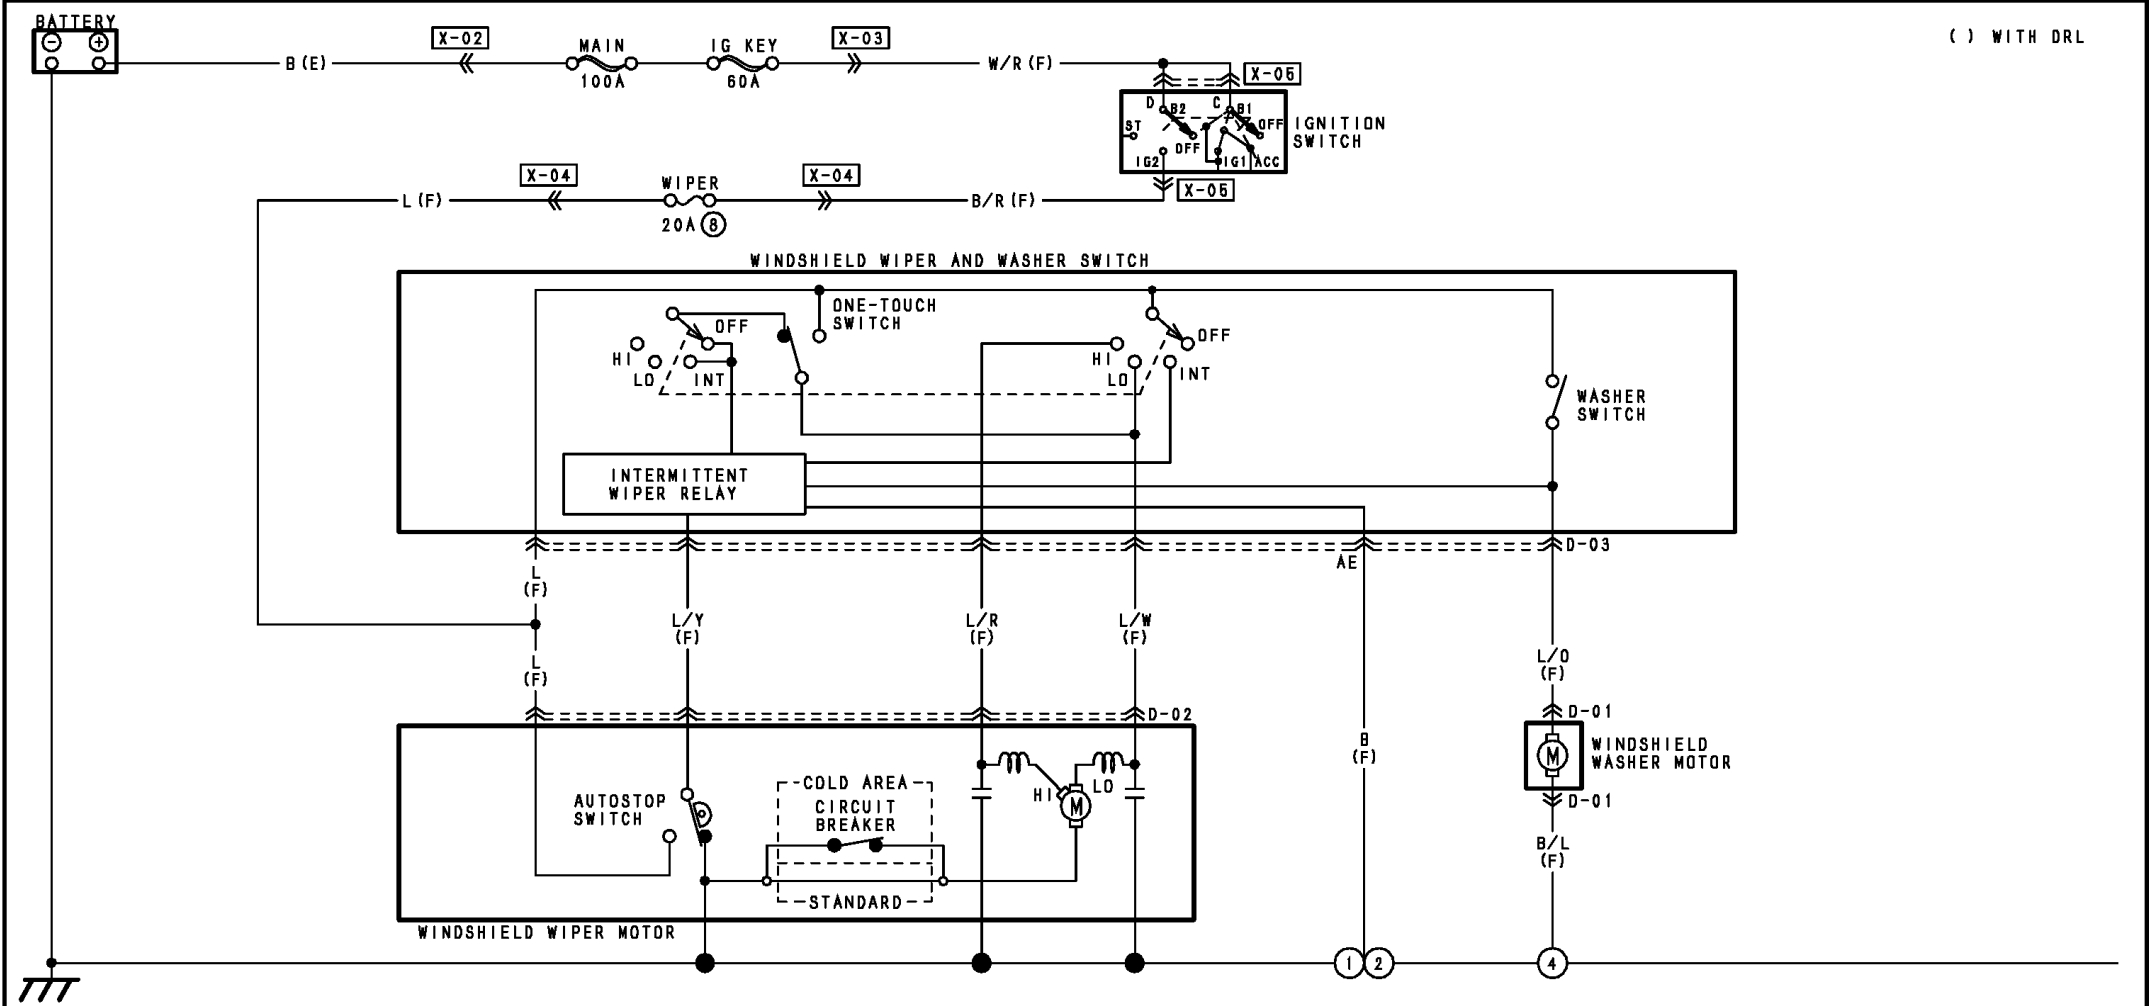 BATTERY
- +
B (E)
X-02
MAIN
100A
IG KEY
60A
X-03
W/R (F)
( ) WITH DRL
X-05
D B2 C B1
ST OFF
OFF
IG2 IG1 ACC
IGNITION
SWITCH
X-05
L (F)
X-04
WIPER
20A 8
X-04
B/R (F)
WINDSHIELD WIPER AND WASHER SWITCH
ONE-TOUCH
SWITCH
OFF
HI
LO INT
OFF
HI
LO INT
WASHER
SWITCH
INTERMITTENT
WIPER RELAY
D-03
AE
L
(F)
L/Y
(F)
L/R
(F)
L/W
(F)
L
(F)
L/O
(F)
D-02
D-01
B
(F)
M
WINDSHIELD
WASHER MOTOR
D-01
AUTOSTOP
SWITCH
COLD AREA
CIRCUIT
BREAKER
STANDARD
HI
M
LO
B/L
(F)
WINDSHIELD WIPER MOTOR
1 2 4